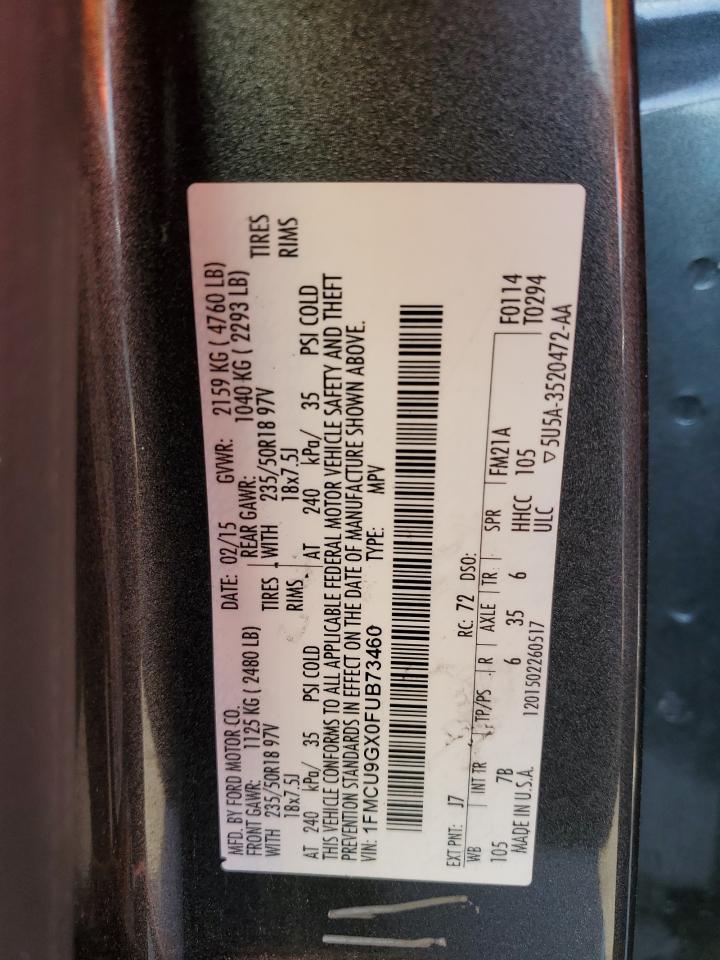 MFD. BY FORD MOTOR CO. DATE: 02/15 GVWR: 2159 KG ( 4760 LB)
FRONT GAWR: 1125 KG ( 2480 LB) REAR GAWR: 1040 KG ( 2293 LB)
WITH 235/50R18 97V TIRES WITH 235/50R18 97V TIRES
18x7.5J RIMS 18x7.5J RIMS
AT 240 kPa/ 35 PSI COLD AT 240 kPa/ 35 PSI COLD
THIS VEHICLE CONFORMS TO ALL APPLICABLE FEDERAL MOTOR VEHICLE SAFETY AND THEFT
PREVENTION STANDARDS IN EFFECT ON THE DATE OF MANUFACTURE SHOWN ABOVE.
VIN: 1FMCU9GX0FUB73460 TYPE: MPV
EXT PNT: J7 RC: 72 DSO:
WB INT TR TP/PS R AXLE TR SPR FM21A
105 7B 6 35 6 HHCC 105 F0114
MADE IN U.S.A. 1201502260517 ULC T0294
▽5U5A-3520472-AA